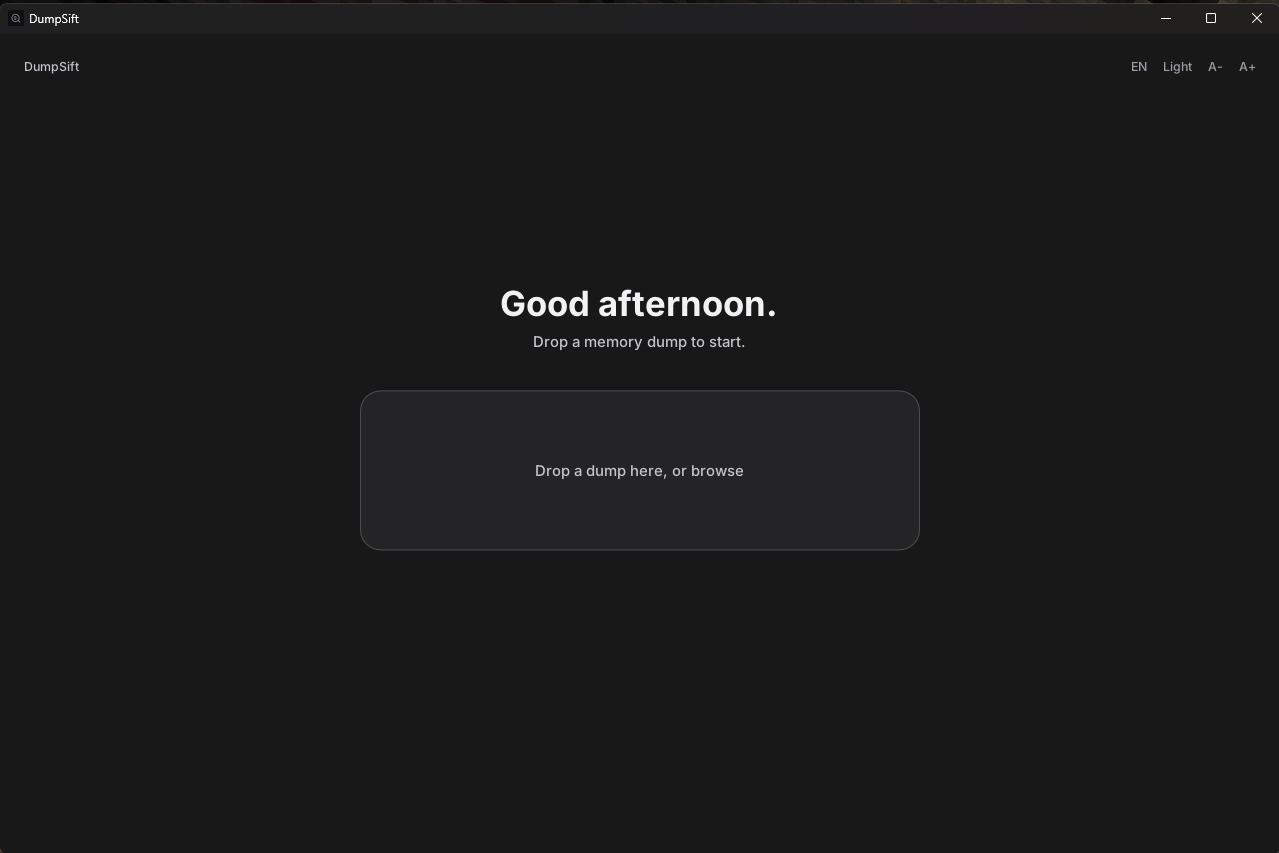 DumpSift
DumpSift
EN Light A- A+
Good afternoon.
Drop a memory dump to start.
Drop a dump here, or browse